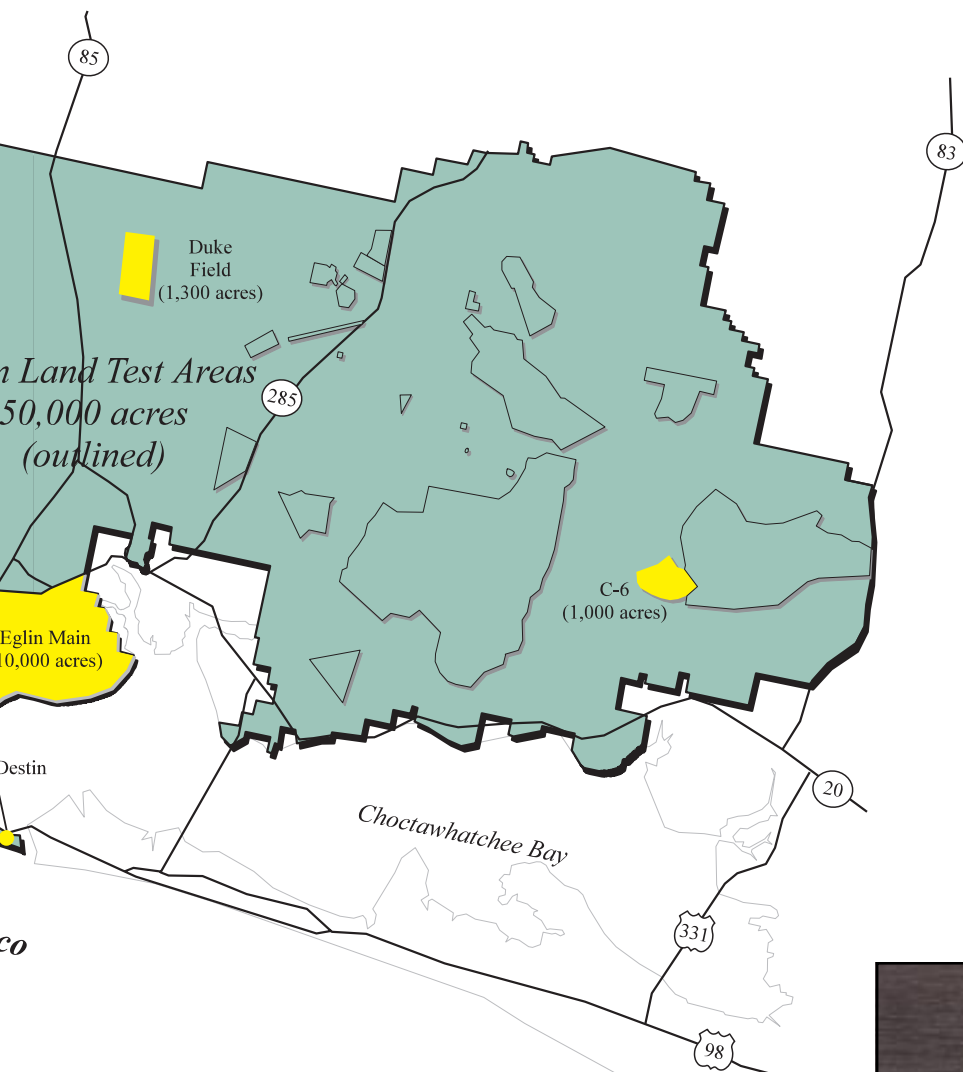 85
83
Duke
Field
(1,300 acres)
Land Test Areas
50,000 acres
(outlined)
285
C-6
(1,000 acres)
Eglin Main
10,000 acres)
Destin
20
Choctawhatchee Bay
331
co
98